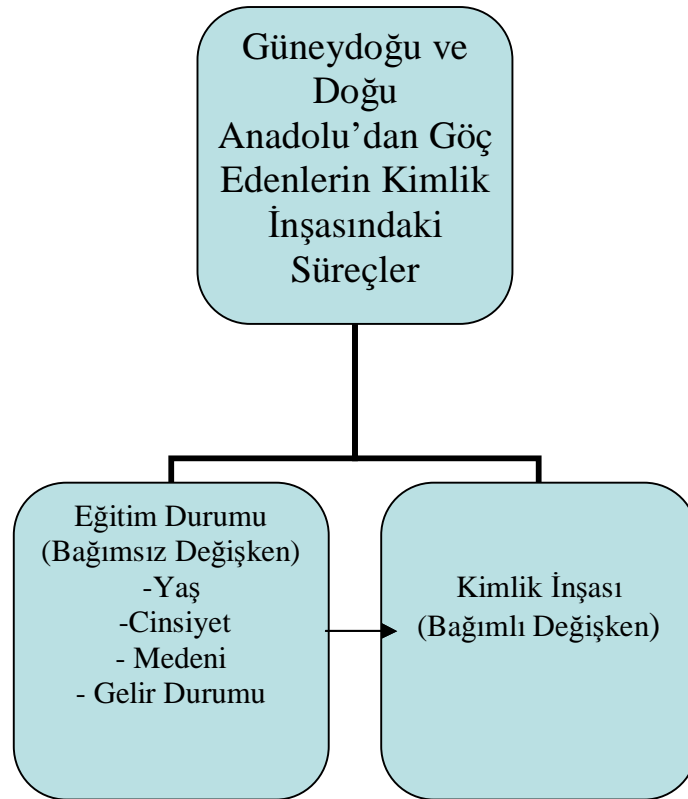 Güneydoğu ve
Doğu
Anadolu’dan Göç
Edenlerin Kimlik
İnşasındaki
Süreçler
Eğitim Durumu
(Bağımsız Değişken)
-Yaş
-Cinsiyet
- Medeni
- Gelir Durumu
Kimlik İnşası
(Bağımlı Değişken)